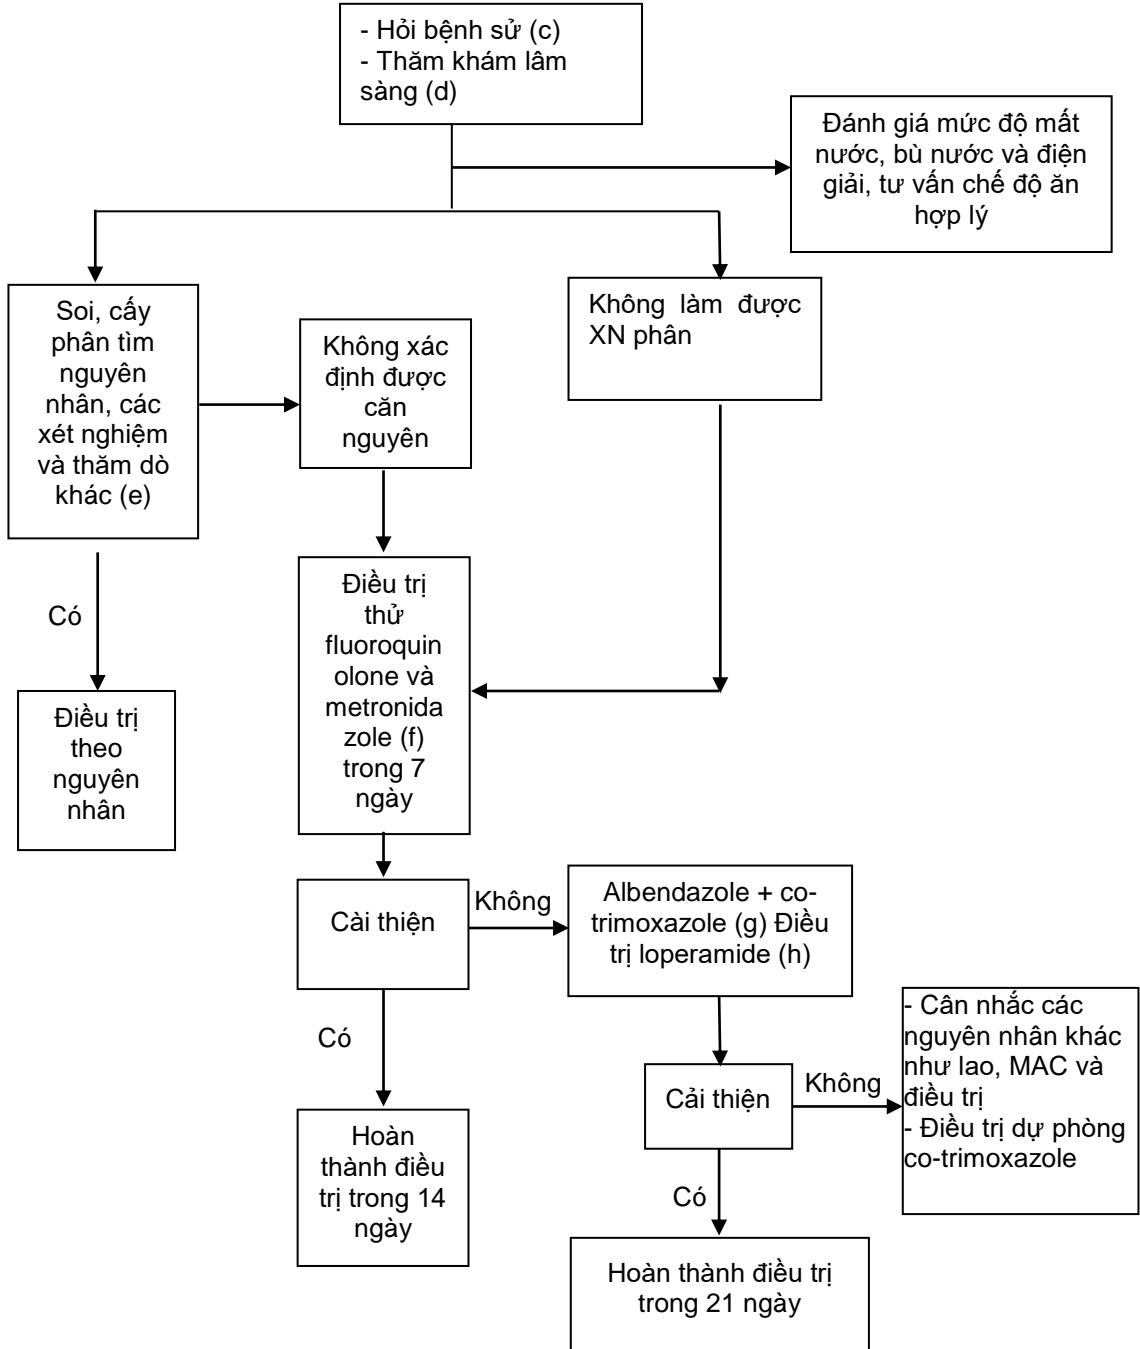 - Hỏi bệnh sử (c)
- Thăm khám lâm
sàng (d)
Đánh giá mức độ mất
nước, bù nước và điện
giải, tư vấn chế độ ăn
hợp lý
Soi, cấy
phân tìm
nguyên
nhân, các
xét nghiệm
và thăm dò
khác (e)
Không xác
định được
căn
nguyên
Không làm được
XN phân
Có
Điều trị
theo
nguyên
nhân
Điều trị
thử
fluoroquin
olone và
metronida
zole (f)
trong 7
ngày
Cài thiện
Không
Albendazole + co-
trimoxazole (g) Điều
trị loperamide (h)
Có
Hoàn
thành điều
trị trong 14
ngày
Cải thiện
Không
- Cân nhắc các
nguyên nhân khác
như lao, MAC và
điều trị
- Điều trị dự phòng
co-trimoxazole
Có
Hoàn thành điều trị
trong 21 ngày